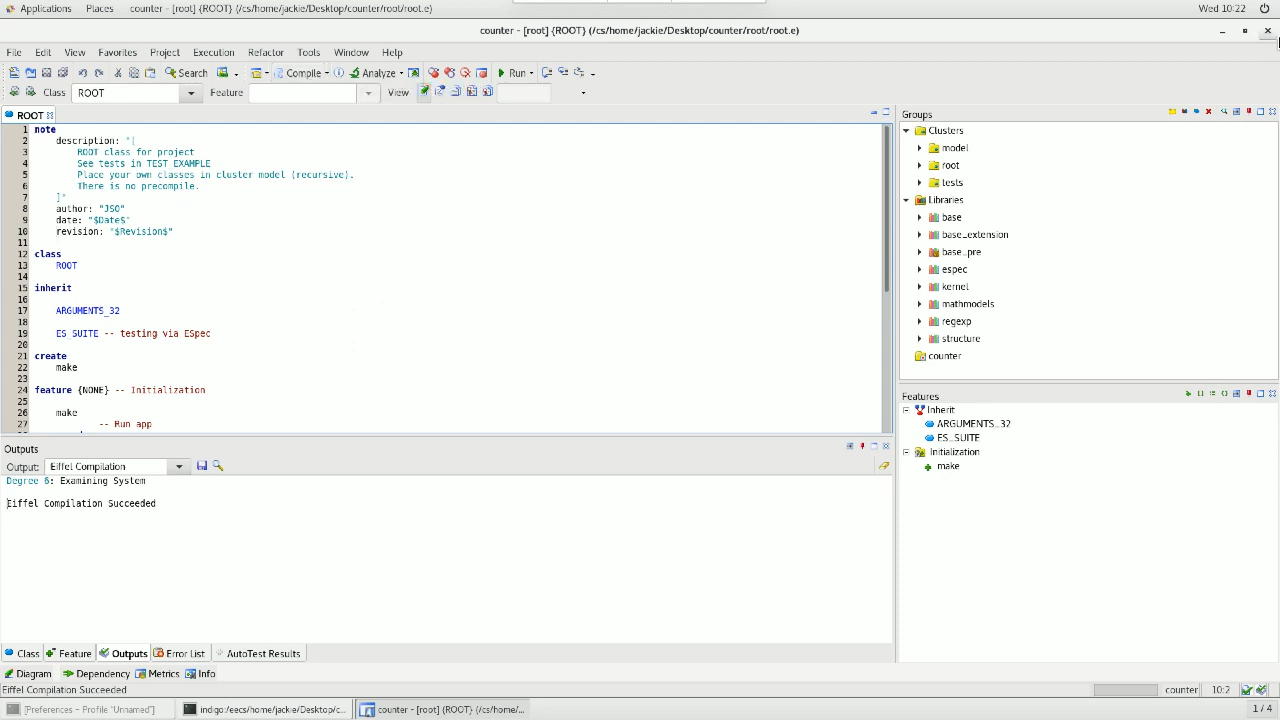 Applications Places counter - [root] {ROOT} (/cs/home/jackie/Desktop/counter/root/root.e) Wed 10:22
counter - [root] {ROOT} (/cs/home/jackie/Desktop/counter/root/root.e)
File Edit View Favorites Project Execution Refactor Tools Window Help
Search Compile Analyze Run
Class ROOT Feature View
ROOT
1 note
2 description: "[
3 ROOT class for project
4 See tests in TEST EXAMPLE
5 Place your own classes in cluster model (recursive).
6 There is no precompile.
7 ]"
8 author: "JSO"
9 date: "$Date$"
10 revision: "$Revision$"
11
12 class
13 ROOT
14
15 inherit
16
17 ARGUMENTS_32
18
19 ES SUITE -- testing via ESpec
20
21 create
22 make
23
24 feature {NONE} -- Initialization
25
26 make
27 -- Run app
Groups
Clusters
model
root
tests
Libraries
base
base_extension
base_pre
espec
kernel
mathmodels
regexp
structure
counter
Features
Inherit
ARGUMENTS_32
ES_SUITE
Initialization
make
Outputs
Output: Eiffel Compilation
Degree 6: Examining System
Eiffel Compilation Succeeded
Class Feature Outputs Error List AutoTest Results
Diagram Dependency Metrics Info
Eiffel Compilation Succeeded counter 10:2
[Preferences – Profile "Unnamed"] indigo:/eecs/home/jackie/Desktop/c... counter - [root] {ROOT} (/cs/home/... 1 / 4